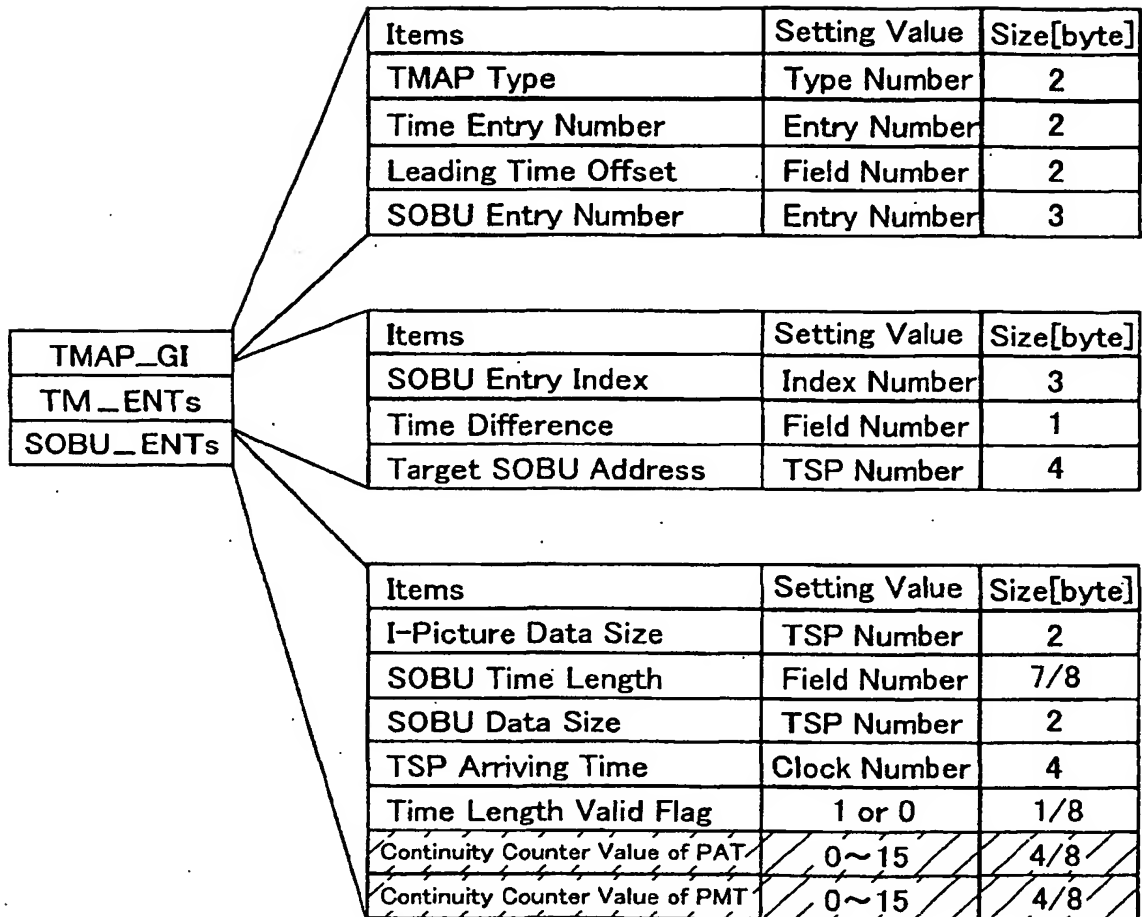 Items Setting Value Size[byte]
TMAP Type Type Number 2
Time Entry Number Entry Number 2
Leading Time Offset Field Number 2
SOBU Entry Number Entry Number 3
TMAP_GI
TM_ENTs
SOBU_ENTs
Items Setting Value Size[byte]
SOBU Entry Index Index Number 3
Time Difference Field Number 1
Target SOBU Address TSP Number 4
Items Setting Value Size[byte]
I-Picture Data Size TSP Number 2
SOBU Time Length Field Number 7/8
SOBU Data Size TSP Number 2
TSP Arriving Time Clock Number 4
Time Length Valid Flag 1 or 0 1/8
Continuity Counter Value of PAT 0~15 4/8
Continuity Counter Value of PMT 0~15 4/8